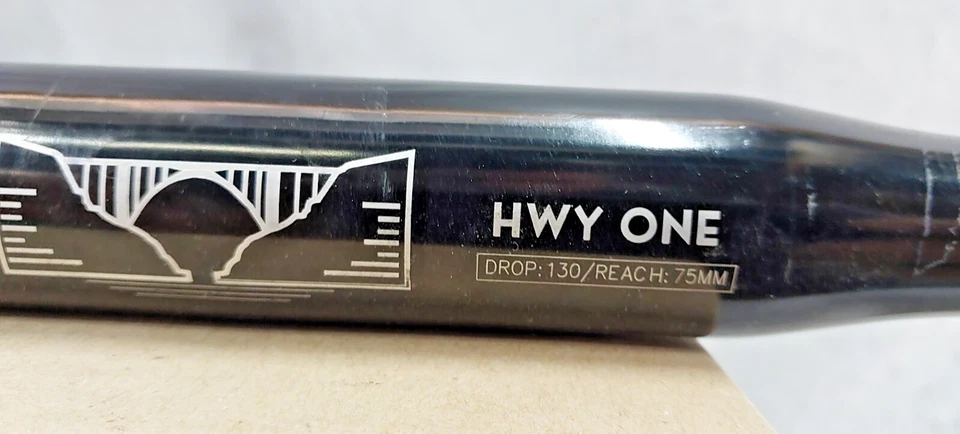 HWY ONE
DROP: 130/REACH: 75MM